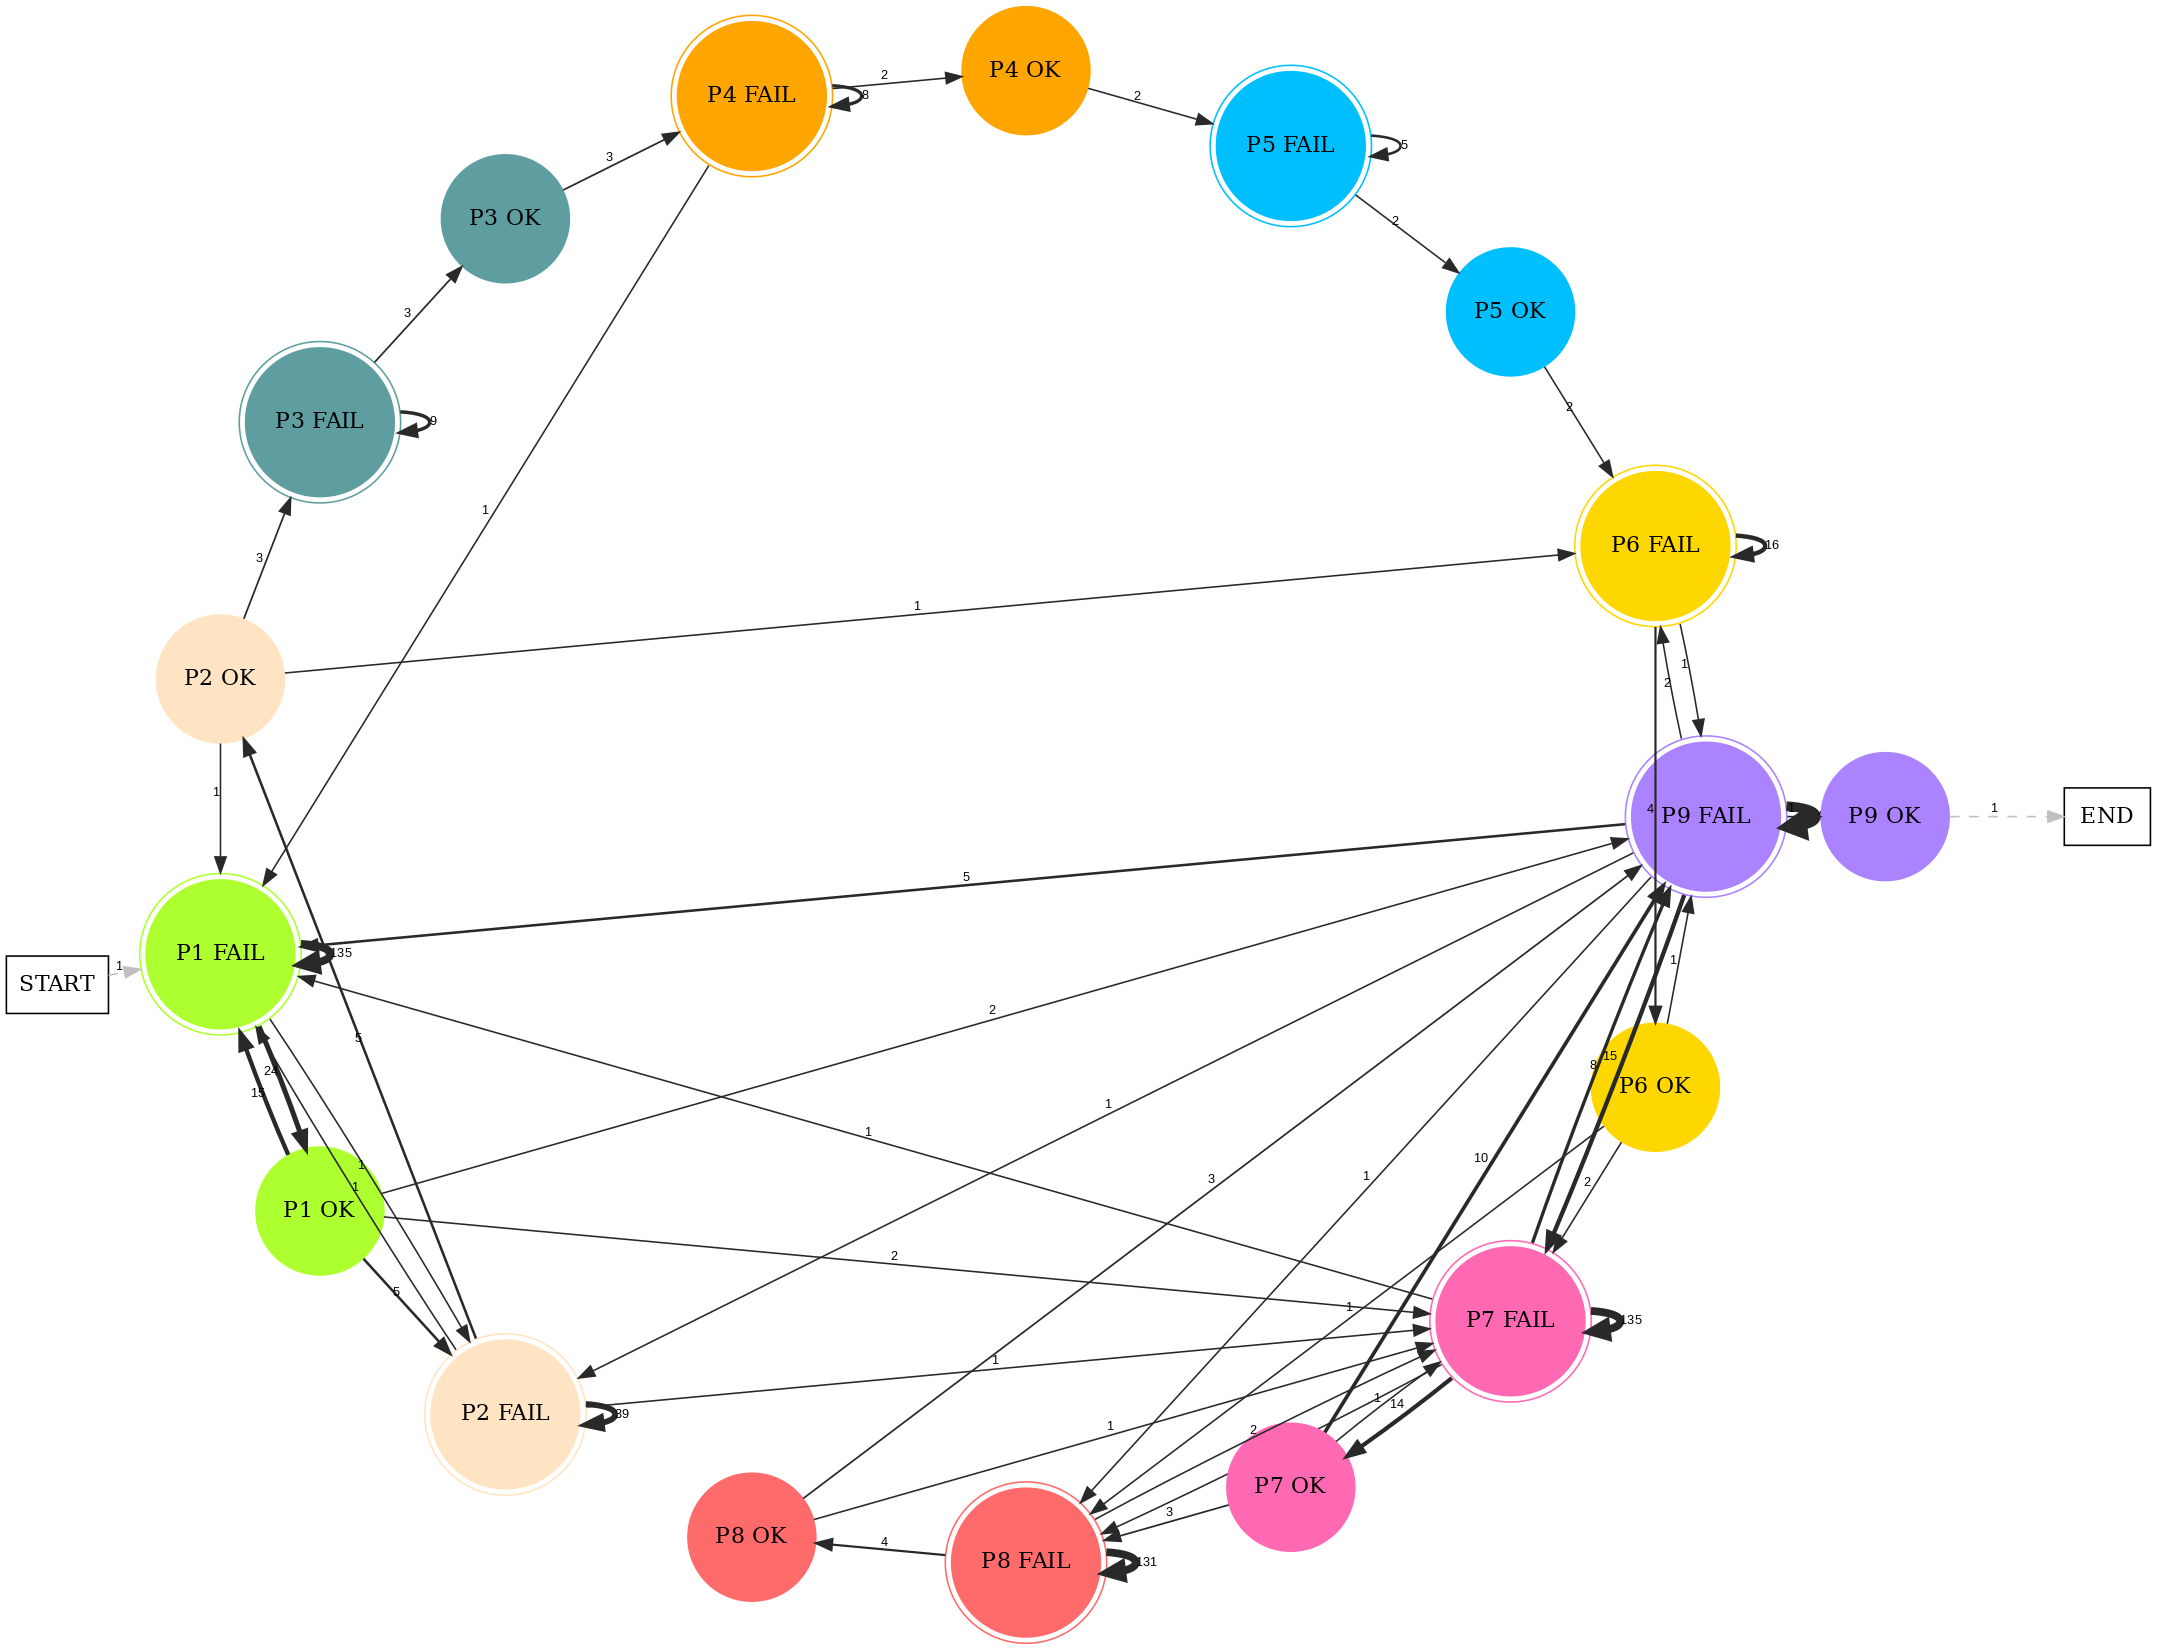 P4 FAIL
8
2
P4 OK
2
P5 FAIL
5
2
P5 OK
2
3
P3 OK
3
P3 FAIL
9
3
1
P6 FAIL
16
1
2
1
P2 OK
1
4
P9 FAIL
1
P9 OK
1
END
5
P1 FAIL
135
START
1
1
2
5
24
15
8
15
P6 OK
1
1
1
10
1
3
1
2
P1 OK
2
5
1
P7 FAIL
135
1
1
14
P2 FAIL
39
1
2
P7 OK
3
P8 OK
4
P8 FAIL
131